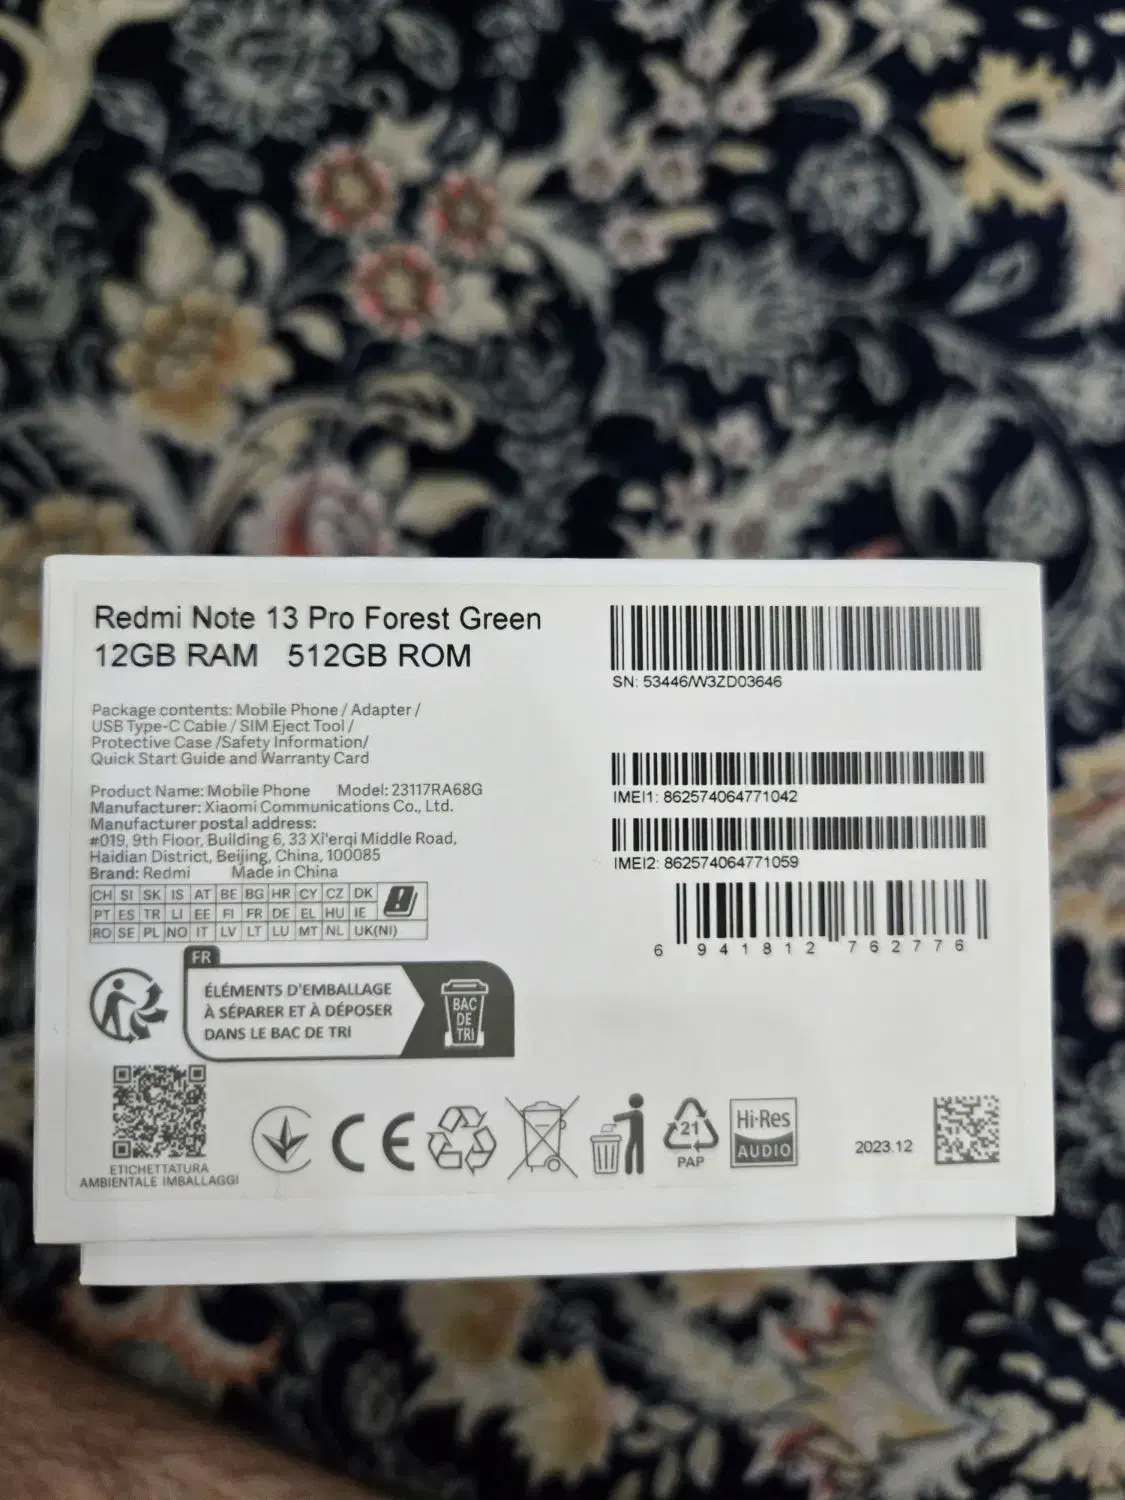 Redmi Note 13 Pro Forest Green
12GB RAM 512GB ROM
Package contents: Mobile Phone / Adapter /
USB Type-C Cable / SIM Eject Tool /
Protective Case /Safety Information/
Quick Start Guide and Warranty Card
Product Name: Mobile Phone Model: 23117RA68G
Manufacturer: Xiaomi Communications Co., Ltd.
Manufacturer postal address:
#019, 9th Floor, Building 6, 33 Xi'erqi Middle Road,
Haidian District, Beijing, China, 100085
Brand: Redmi Made in China
CH SI SK IS AT BE BG HR CY CZ DK
PT ES TR LI EE FI FR DE EL HU IE
RO SE PL NO IT LV LT LU MT NL UK(NI)
SN: 53446/W3ZD03646
IMEI1: 862574064771042
IMEI2: 862574064771059
6 941812 762776
FR
ÉLÉMENTS D'EMBALLAGE
À SÉPARER ET À DÉPOSER
DANS LE BAC DE TRI
BAC
DE
TRI
ETICHETTATURA
AMBIENTALE IMBALLAGGI
CE
21
PAP
Hi-Res
AUDIO
2023.12